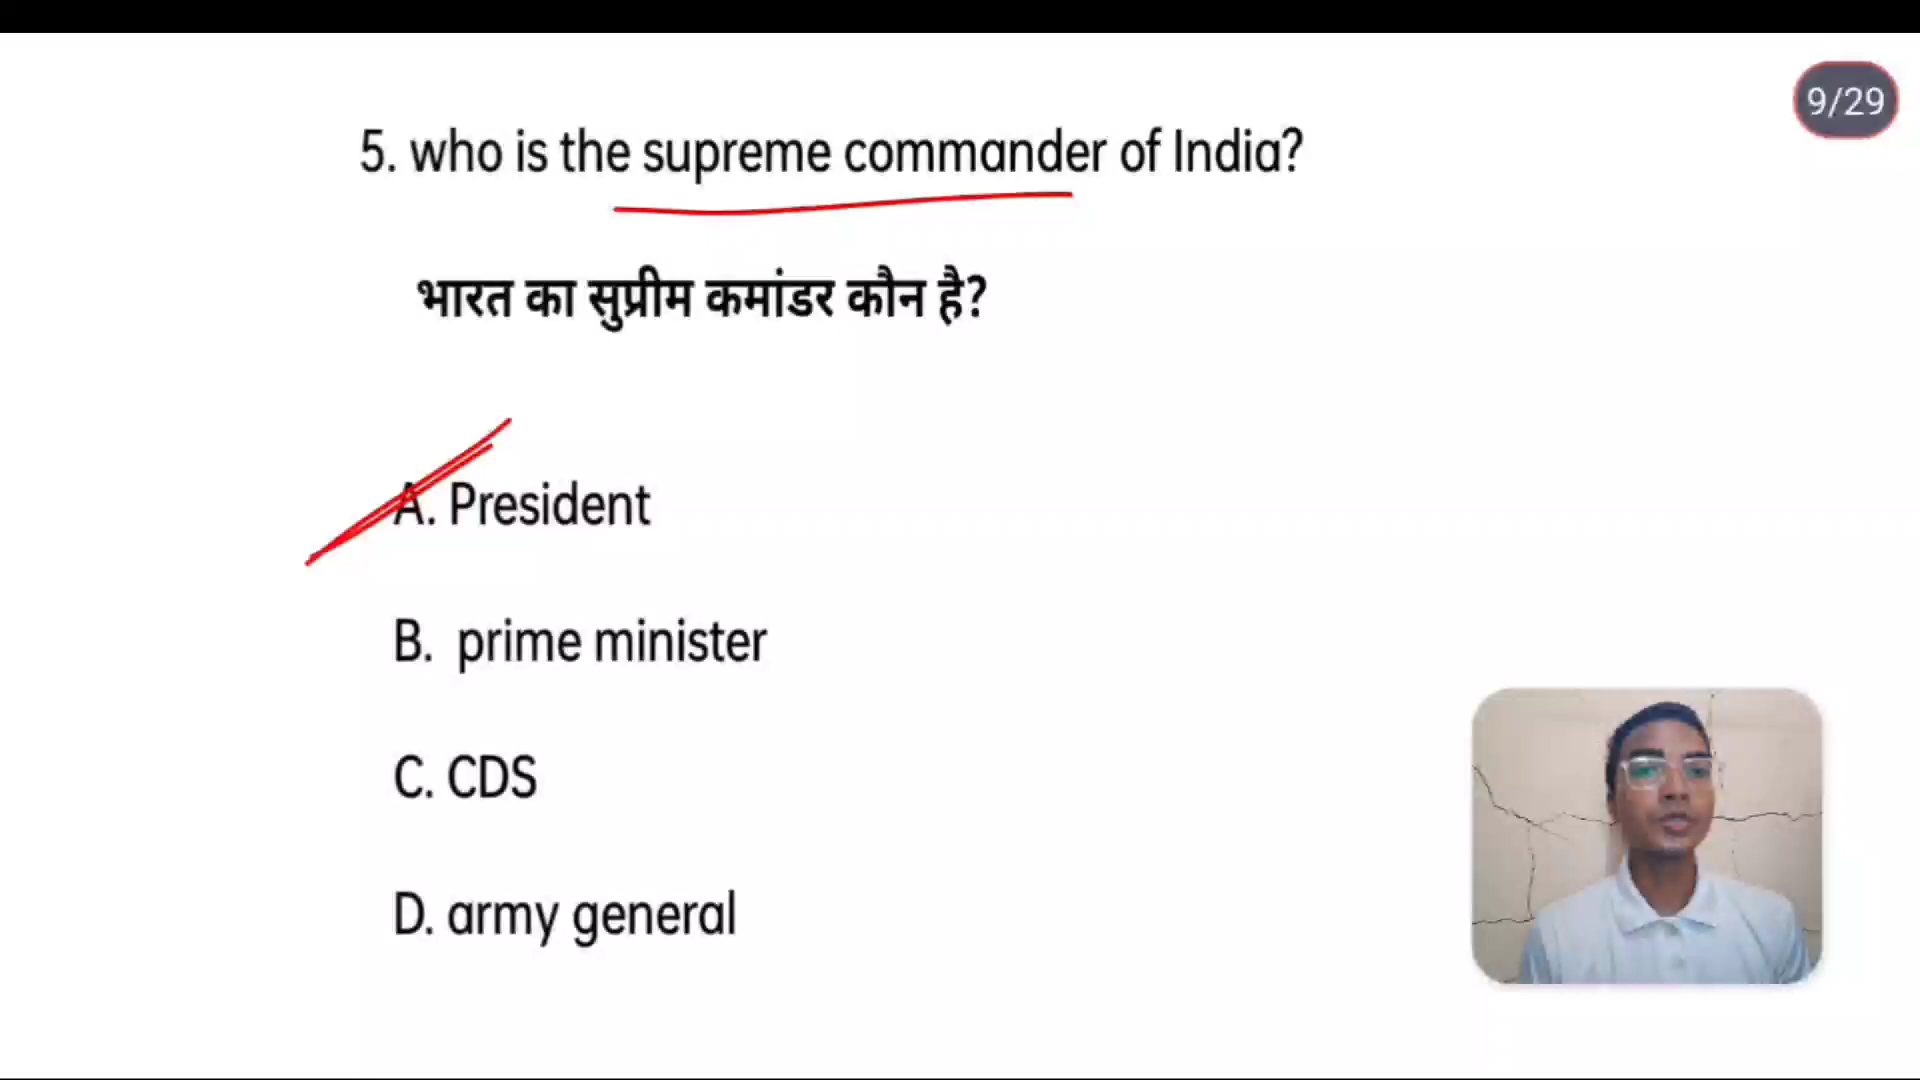 9/29
5. who is the supreme commander of India?
भारत का सुप्रीम कमांडर कौन है?
A. President
B. prime minister
C. CDS
D. army general